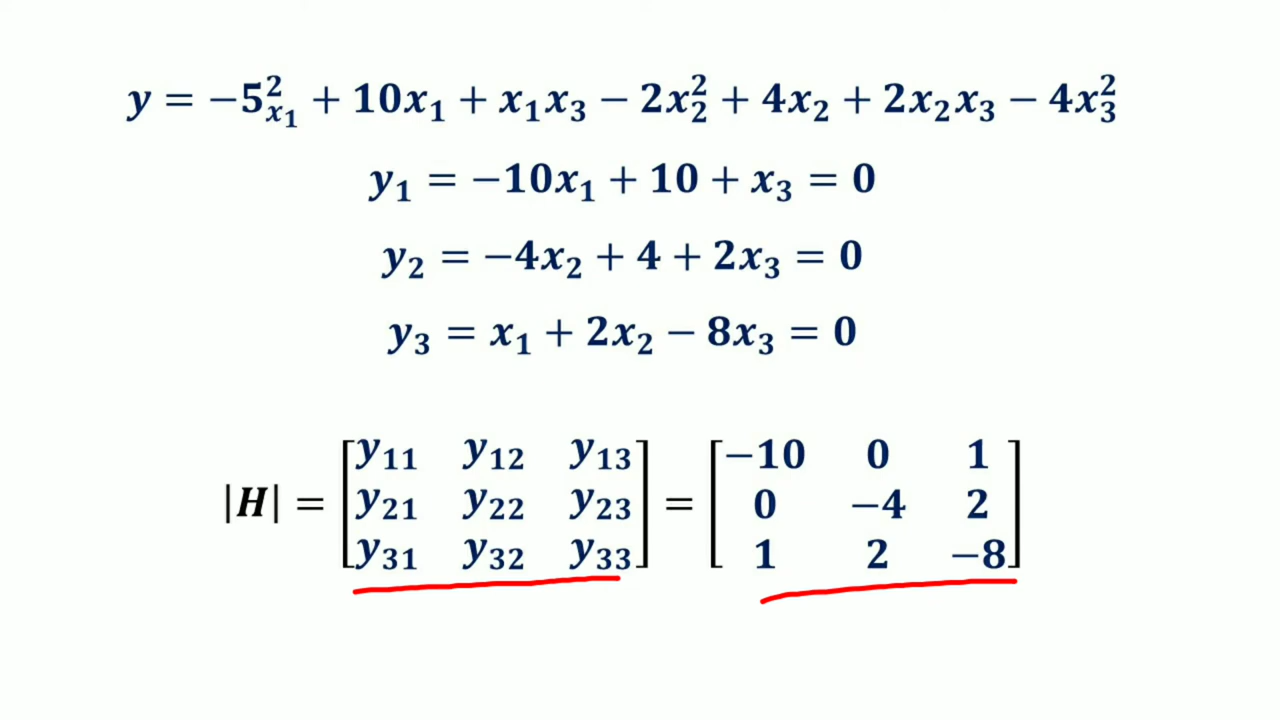 y = −5²ₓ₁ + 10x₁ + x₁x₃ − 2x₂² + 4x₂ + 2x₂x₃ − 4x₃²
y₁ = −10x₁ + 10 + x₃ = 0
y₂ = −4x₂ + 4 + 2x₃ = 0
y₃ = x₁ + 2x₂ − 8x₃ = 0
y₁₁ y₁₂ y₁₃ −10 0 1
|H| = [y₂₁ y₂₂ y₂₃] = [0 −4 2]
y₃₁ y₃₂ y₃₃ 1 2 −8